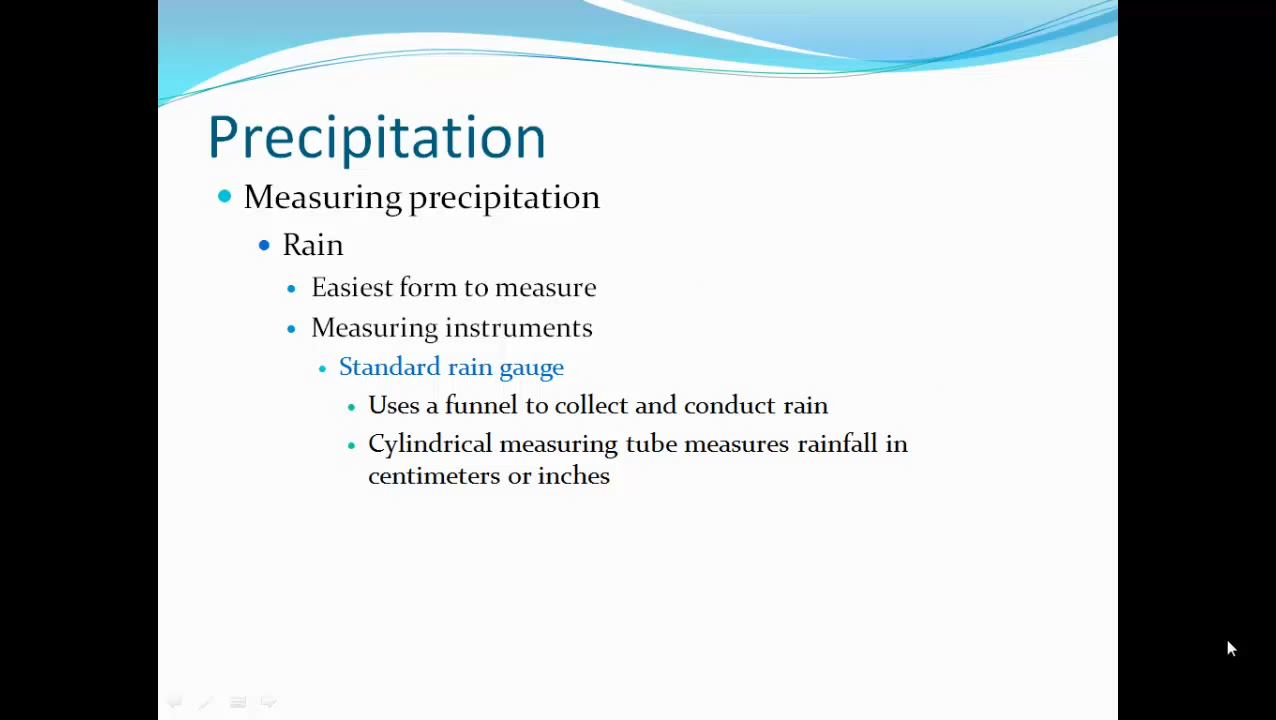 Precipitation
Measuring precipitation
Rain
Easiest form to measure
Measuring instruments
Standard rain gauge
Uses a funnel to collect and conduct rain
Cylindrical measuring tube measures rainfall in
centimeters or inches